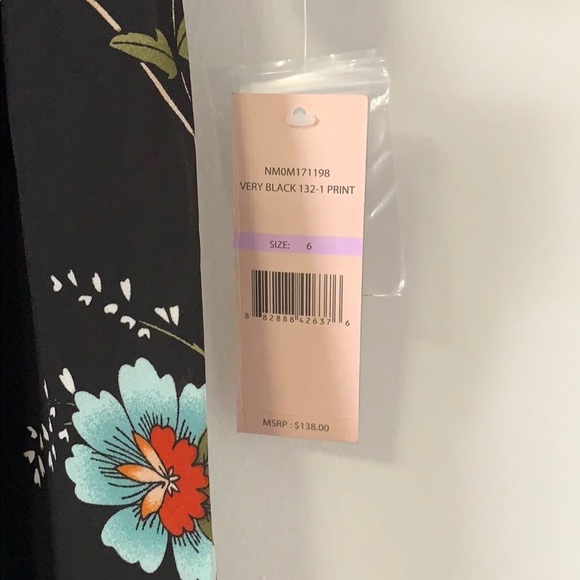 NM0M171198
VERY BLACK 132-1 PRINT
SIZE: 6
8 82888 42637 6
MSRP : $138.00